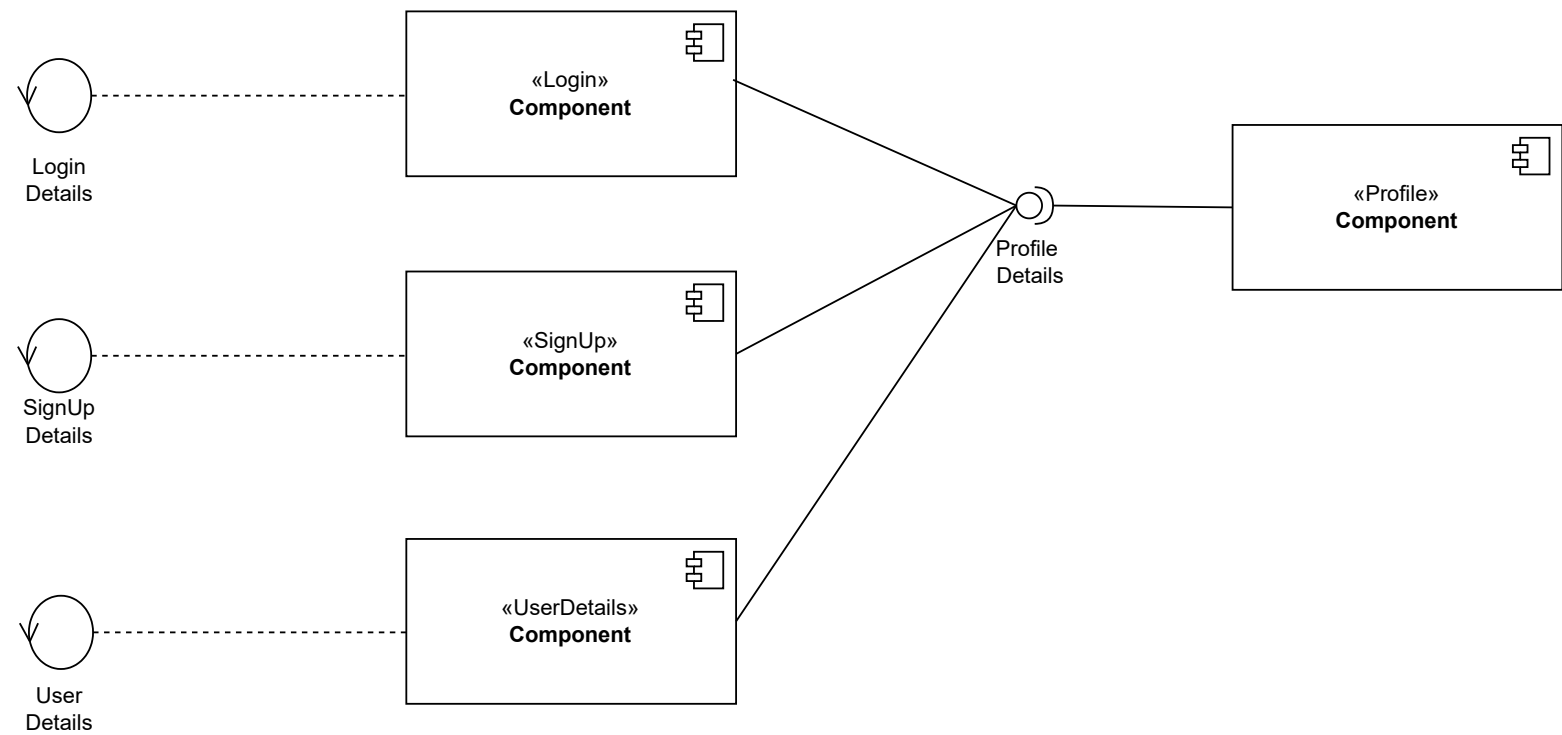 «Login»
Component
Login
Details
«Profile»
Component
Profile
Details
«SignUp»
Component
SignUp
Details
«UserDetails»
Component
User
Details